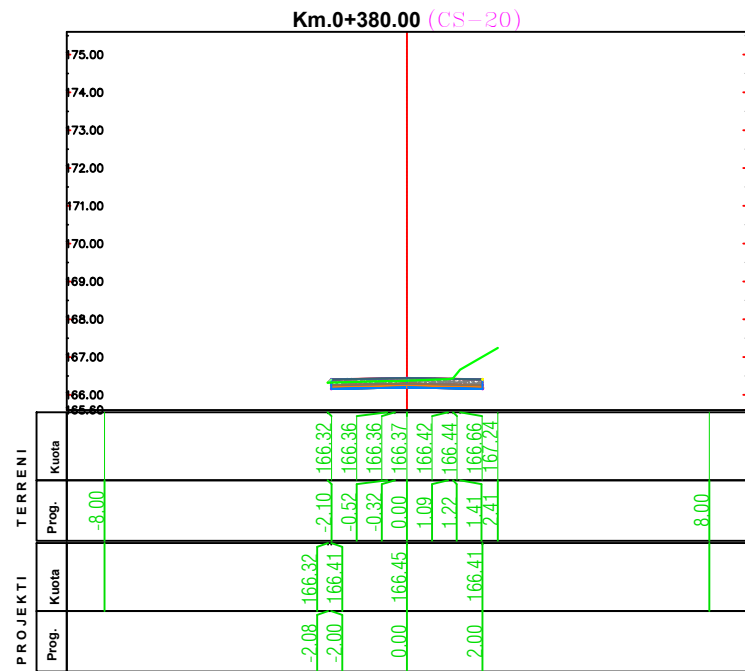 Km.0+380.00 (CS-20)
175.00
174.00
173.00
172.00
171.00
170.00
169.00
168.00
167.00
166.00
165.60
TERRENI
Kuota
166.32 166.36 166.36 166.37 166.42 166.44 166.66 167.24
Prog.
-8.00 -2.10 -0.52 -0.32 0.00 1.09 1.22 1.41 2.41 8.00
PROJEKTI
Kuota
166.32 166.41 166.45 166.41
Prog.
-2.08 -2.00 0.00 2.00